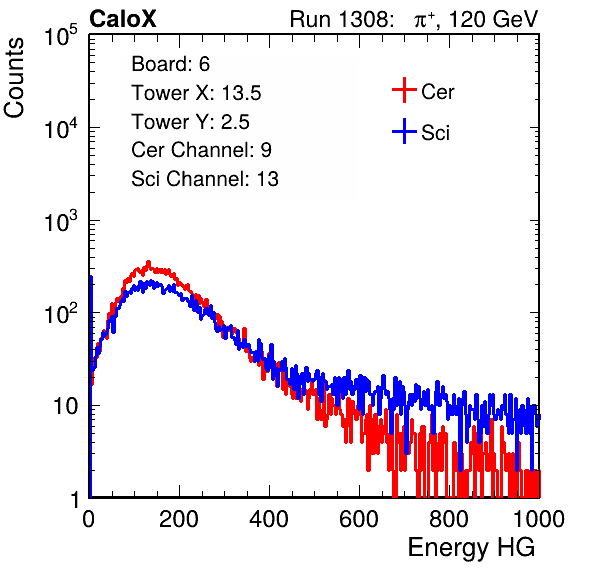 CaloX Run 1308: π⁺, 120 GeV
Counts
10⁵
10⁴
10³
10²
10
1
Board: 6
Tower X: 13.5
Tower Y: 2.5
Cer Channel: 9
Sci Channel: 13
Cer
Sci
0 200 400 600 800 1000
Energy HG